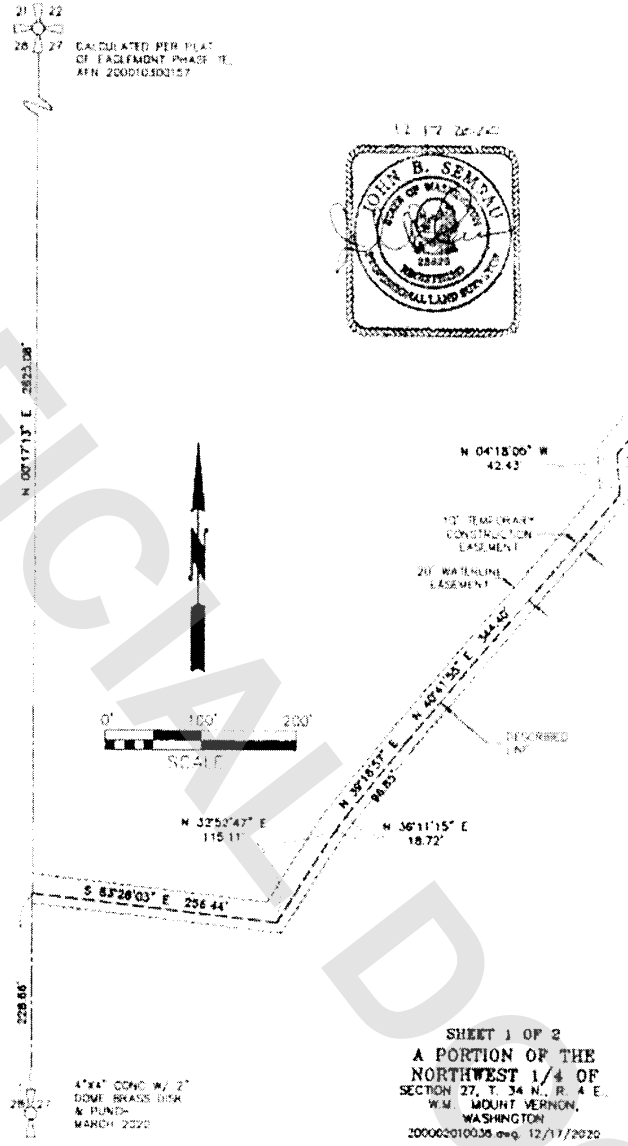 21 22
28 27
CALCULATED PER PLAT
OF EAGLEMONT PHASE 1E,
AFN 200010300157
JOHN B. SEMRAU
STATE OF WASHINGTON
REGISTERED
PROFESSIONAL LAND SURVEYOR
N 00°17'13" E 2623.08'
N 04°18'06" W
42.43'
10' TEMPORARY
CONSTRUCTION
EASEMENT
20' WATERLINE
EASEMENT
N 40°41'55" E 344.40'
DESCRIBED
LINE
N
0' 100' 200'
SCALE
N 39°18'57" E
98.83'
N 32°52'47" E
115.11'
N 36°11'15" E
18.72'
S 83°28'03" E 256.44'
228.66'
28 27
4"X4" CONC W/ 2"
DOME BRASS DISK
& PUNCH
MARCH 2020
SHEET 1 OF 2
A PORTION OF THE
NORTHWEST 1/4 OF
SECTION 27, T. 34 N., R. 4 E.,
W.M. MOUNT VERNON,
WASHINGTON
200002010038.dwg, 12/17/2020